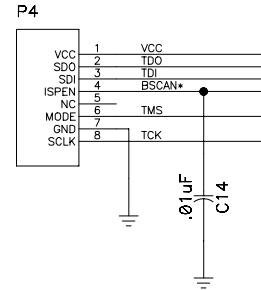 P4
VCC 1 VCC
SDO 2 TDO
SDI 3 TDI
ISPEN 4 BSCAN*
NC 5
MODE 6 TMS
GND 7
SCLK 8 TCK
.01uF C14